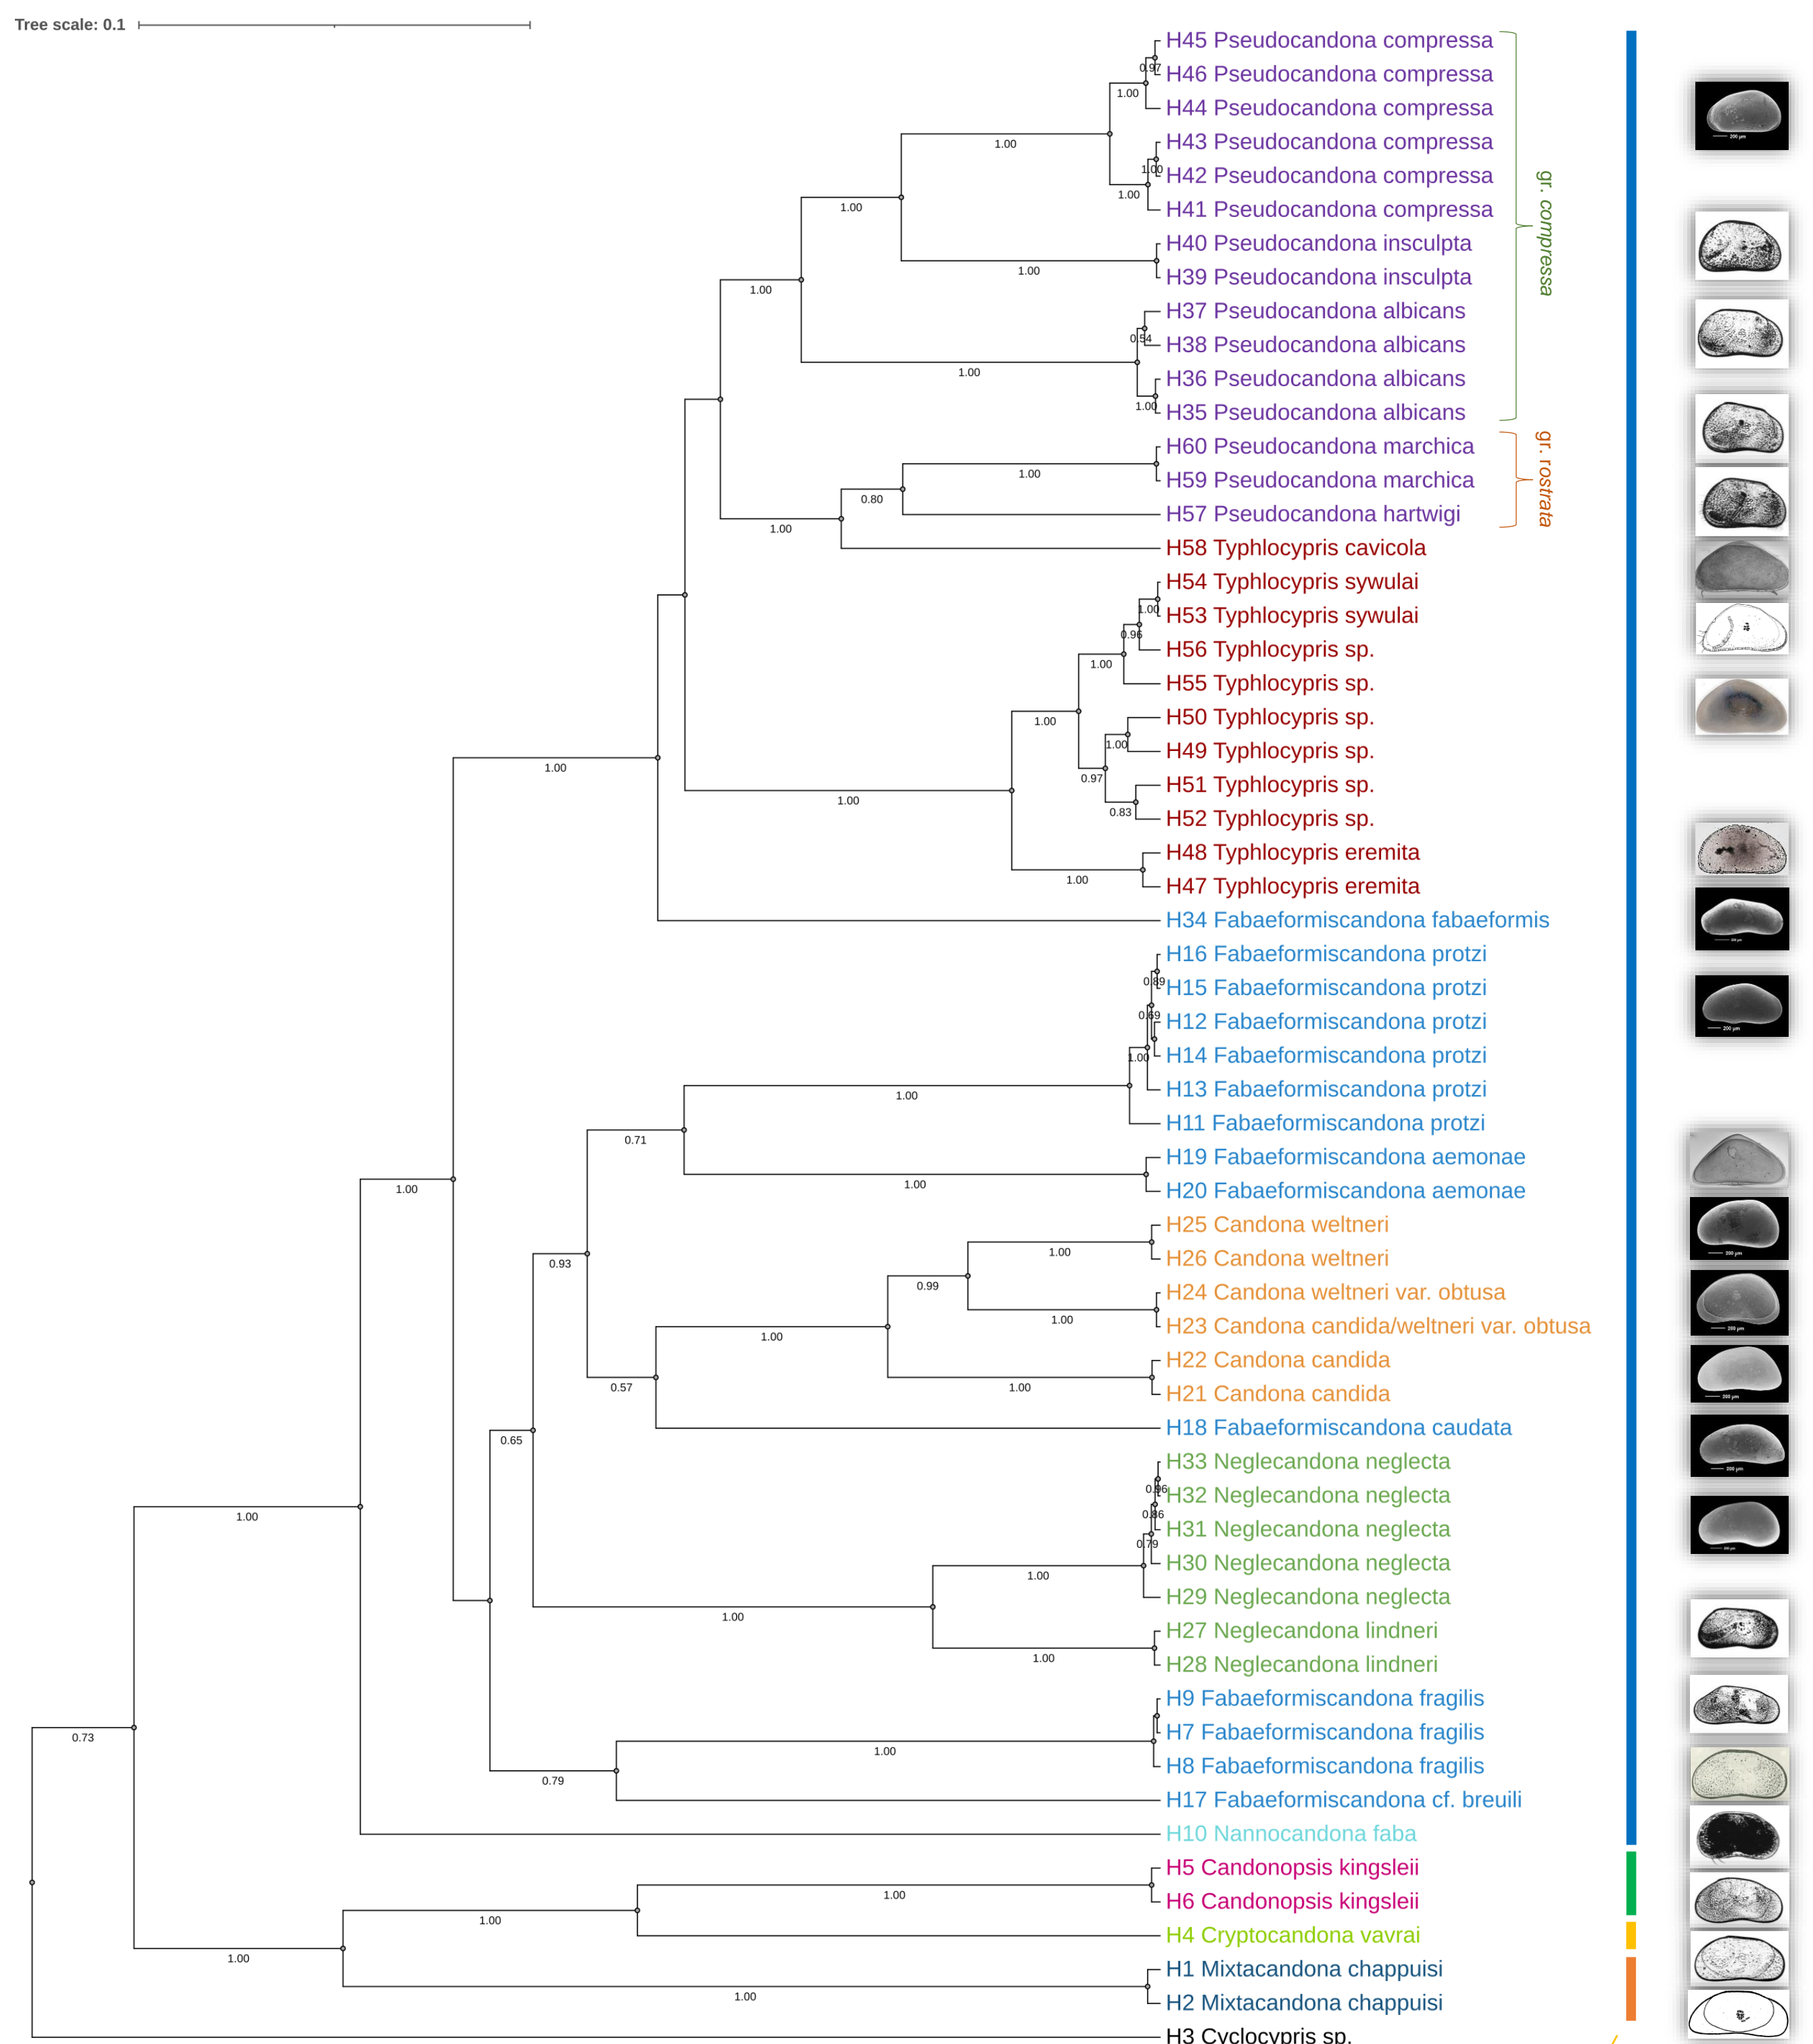 Tree scale: 0.1
H45 Pseudocandona compressa
0.97
H46 Pseudocandona compressa
1.00
H44 Pseudocandona compressa
200 µm
1.00
H43 Pseudocandona compressa
1.00
H42 Pseudocandona compressa
1.00
H41 Pseudocandona compressa
gr. compressa
1.00
H40 Pseudocandona insculpta
1.00
H39 Pseudocandona insculpta
1.00
H37 Pseudocandona albicans
0.54
H38 Pseudocandona albicans
1.00
H36 Pseudocandona albicans
1.00
H35 Pseudocandona albicans
H60 Pseudocandona marchica
1.00
H59 Pseudocandona marchica
gr. rostrata
0.80
H57 Pseudocandona hartwigi
1.00
H58 Typhlocypris cavicola
H54 Typhlocypris sywulai
1.00
H53 Typhlocypris sywulai
0.96
H56 Typhlocypris sp.
1.00
H55 Typhlocypris sp.
1.00
H50 Typhlocypris sp.
1.00
H49 Typhlocypris sp.
0.97
1.00
H51 Typhlocypris sp.
1.00
0.83
H52 Typhlocypris sp.
H48 Typhlocypris eremita
1.00
H47 Typhlocypris eremita
H34 Fabaeformiscandona fabaeformis
H16 Fabaeformiscandona protzi
0.89
H15 Fabaeformiscandona protzi
0.69
H12 Fabaeformiscandona protzi
200 µm
1.00
H14 Fabaeformiscandona protzi
1.00
H13 Fabaeformiscandona protzi
H11 Fabaeformiscandona protzi
0.71
H19 Fabaeformiscandona aemonae
1.00
H20 Fabaeformiscandona aemonae
1.00
H25 Candona weltneri
1.00
H26 Candona weltneri
200 µm
0.93
0.99
H24 Candona weltneri var. obtusa
1.00
H23 Candona candida/weltneri var. obtusa
200 µm
1.00
H22 Candona candida
0.57
1.00
H21 Candona candida
200 µm
H18 Fabaeformiscandona caudata
0.65
H33 Neglecandona neglecta
200 µm
0.96
H32 Neglecandona neglecta
0.86
1.00
H31 Neglecandona neglecta
0.79
H30 Neglecandona neglecta
1.00
H29 Neglecandona neglecta
1.00
H27 Neglecandona lindneri
1.00
H28 Neglecandona lindneri
H9 Fabaeformiscandona fragilis
0.73
H7 Fabaeformiscandona fragilis
1.00
H8 Fabaeformiscandona fragilis
0.79
H17 Fabaeformiscandona cf. breuili
H10 Nannocandona faba
H5 Candonopsis kingsleii
1.00
H6 Candonopsis kingsleii
1.00
H4 Cryptocandona vavrai
1.00
H1 Mixtacandona chappuisi
1.00
H2 Mixtacandona chappuisi
H3 Cyclocypris sp.